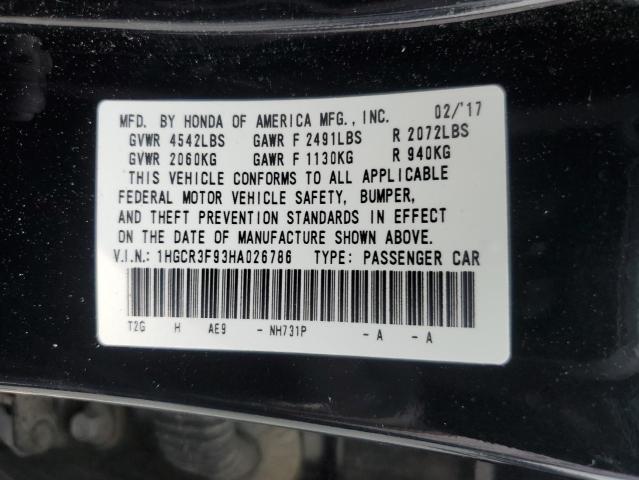 MFD. BY HONDA OF AMERICA MFG., INC. 02/'17
GVWR 4542LBS GAWR F 2491LBS R 2072LBS
GVWR 2060KG GAWR F 1130KG R 940KG
THIS VEHICLE CONFORMS TO ALL APPLICABLE
FEDERAL MOTOR VEHICLE SAFETY, BUMPER,
AND THEFT PREVENTION STANDARDS IN EFFECT
ON THE DATE OF MANUFACTURE SHOWN ABOVE.
V.I.N.: 1HGCR3F93HA026786 TYPE: PASSENGER CAR
T2G H AE9 - NH731P - A - A